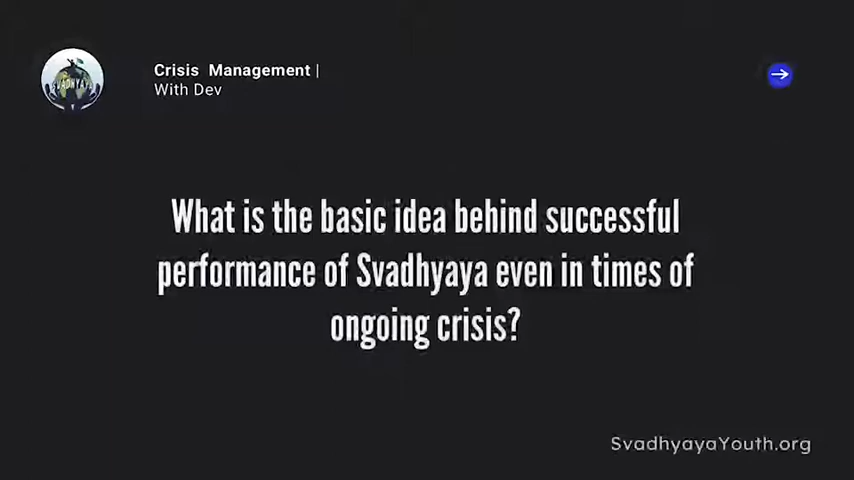 SVADHYAYA
Crisis Management |
With Dev
What is the basic idea behind successful
performance of Svadhyaya even in times of
ongoing crisis?
SvadhyayaYouth.org